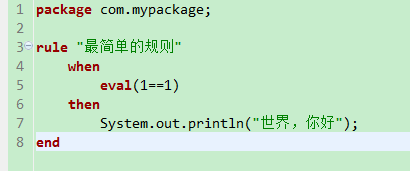 1 package com.mypackage;
2
3 rule "最简单的规则"
4     when
5         eval(1==1)
6     then
7         System.out.println("世界，你好");
8 end